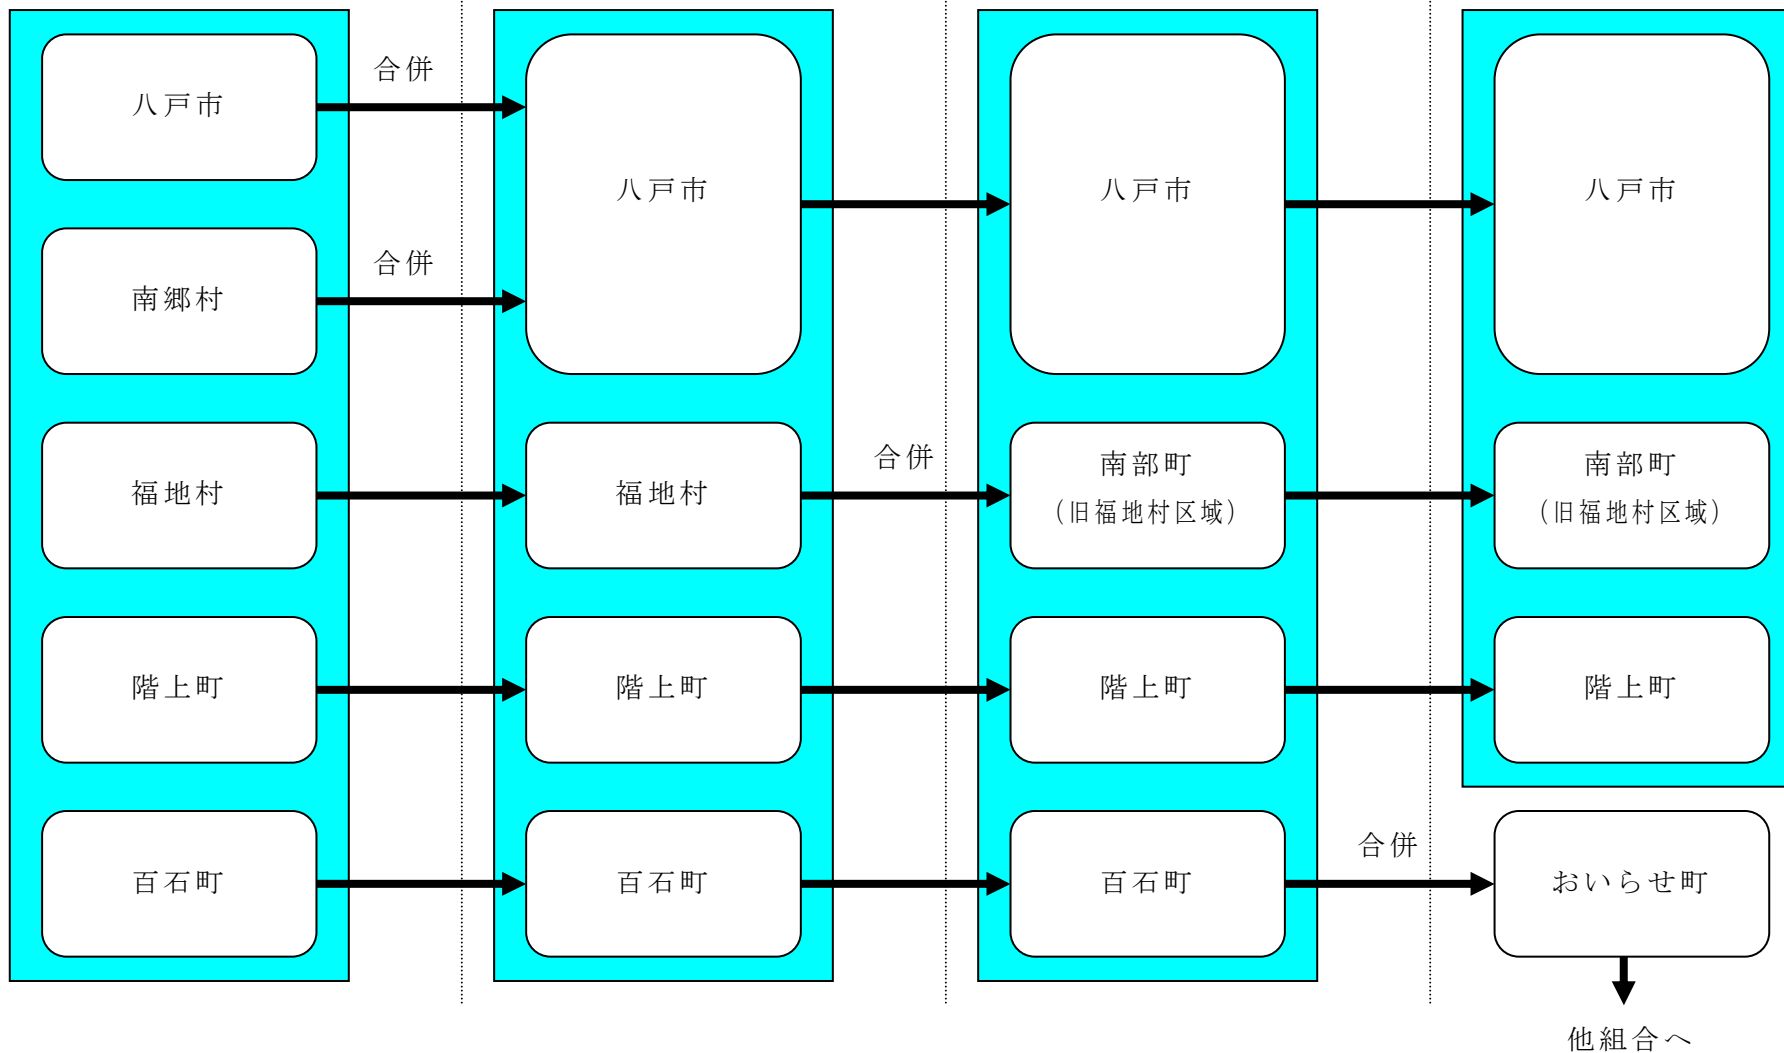 八戸市
南郷村
福地村
階上町
百石町
合併
合併
八戸市
福地村
階上町
百石町
合併
八戸市
南部町
（旧福地村区域）
階上町
百石町
合併
八戸市
南部町
（旧福地村区域）
階上町
おいらせ町
他組合へ